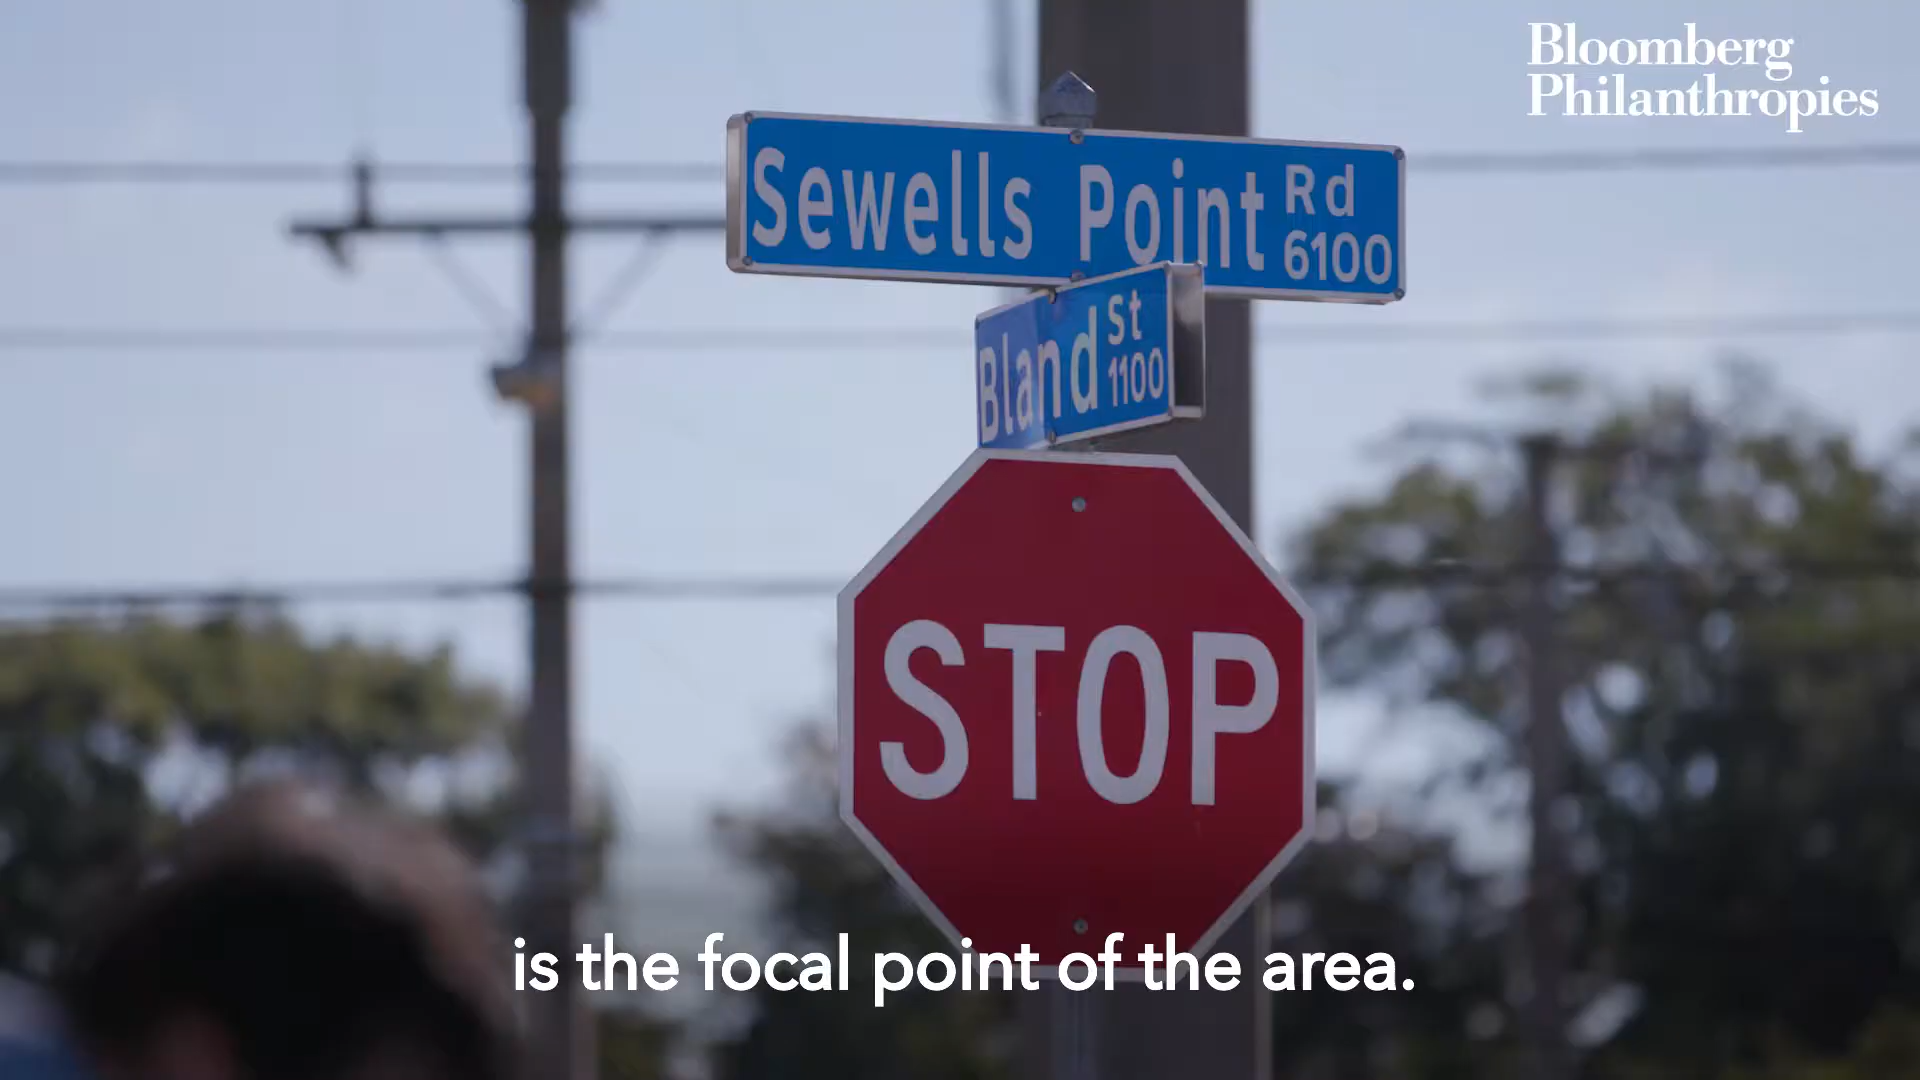 Bloomberg
Philanthropies
Sewells Point Rd
6100
Bland St
1100
STOP
is the focal point of the area.